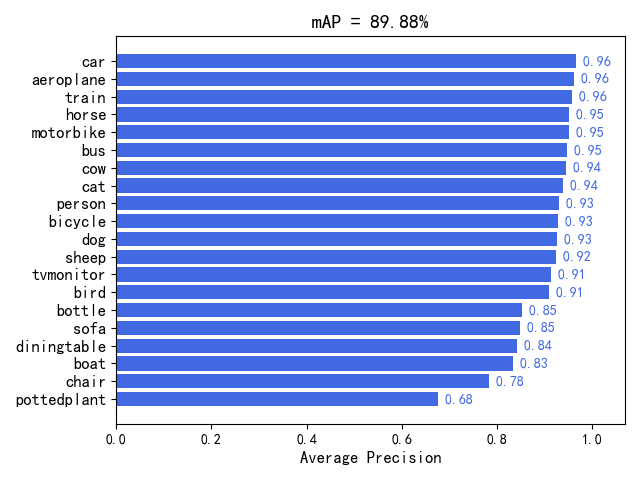 mAP = 89.88%
car 0.96
aeroplane 0.96
train 0.96
horse 0.95
motorbike 0.95
bus 0.95
cow 0.94
cat 0.94
person 0.93
bicycle 0.93
dog 0.93
sheep 0.92
tvmonitor 0.91
bird 0.91
bottle 0.85
sofa 0.85
diningtable 0.84
boat 0.83
chair 0.78
pottedplant 0.68
0.0 0.2 0.4 0.6 0.8 1.0
Average Precision